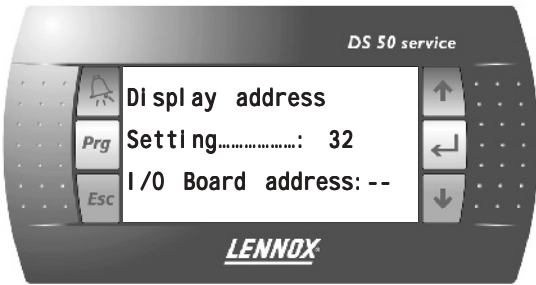 DS 50 service
Display address
Prg
Setting................: 32
Esc
I/O Board address: --
LENNOX